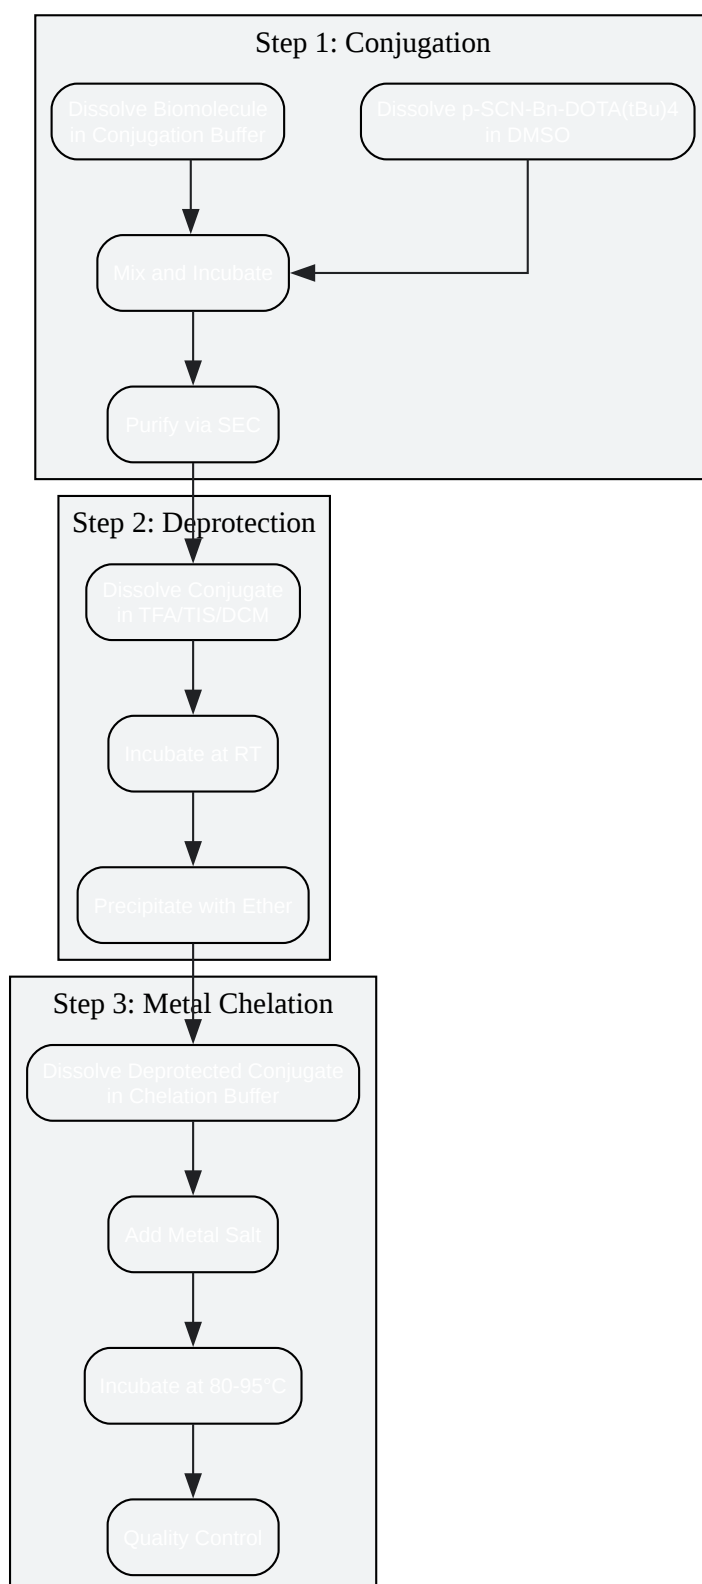 Step 1: Conjugation
Dissolve Biomolecule
in Conjugation Buffer
Dissolve p-SCN-Bn-DOTA(tBu)4
in DMSO
Mix and Incubate
Purify via SEC
Step 2: Deprotection
Dissolve Conjugate
in TFA/TIS/DCM
Incubate at RT
Precipitate with Ether
Step 3: Metal Chelation
Dissolve Deprotected Conjugate
in Chelation Buffer
Add Metal Salt
Incubate at 80-95°C
Quality Control